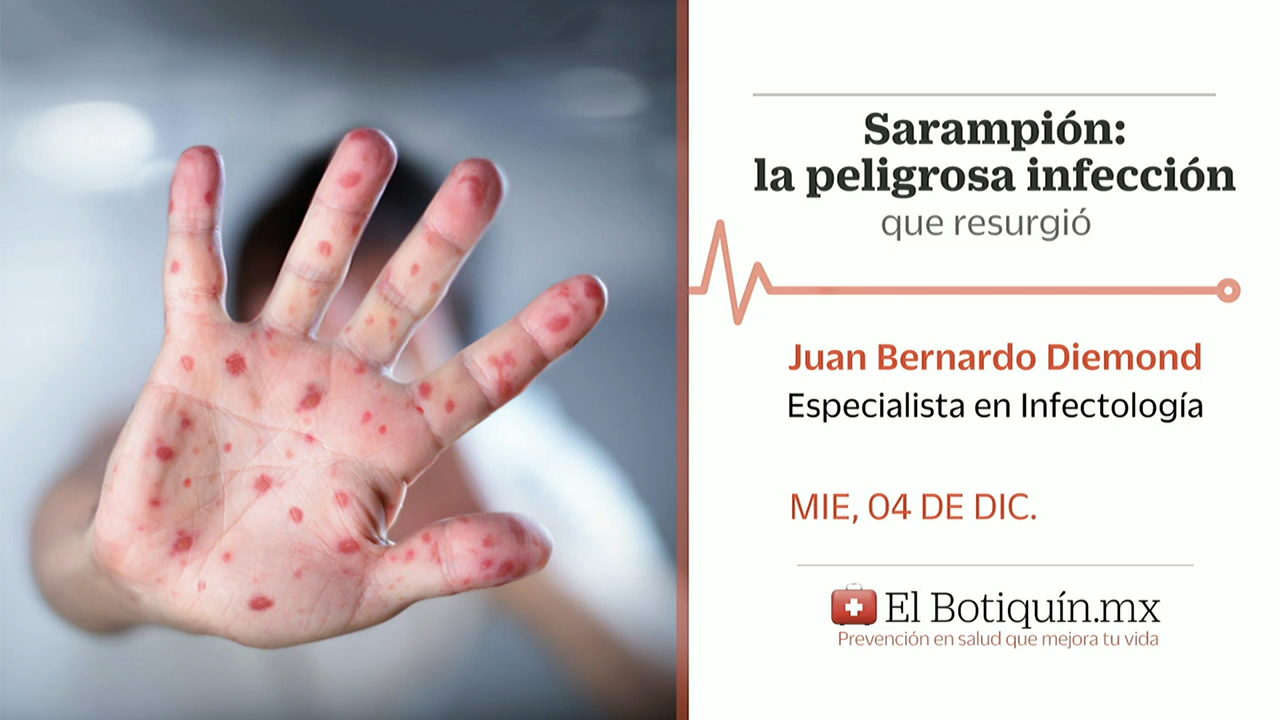 Sarampión:
la peligrosa infección
que resurgió
Juan Bernardo Diemond
Especialista en Infectología
MIE, 04 DE DIC.
El Botiquín.mx
Prevención en salud que mejora tu vida